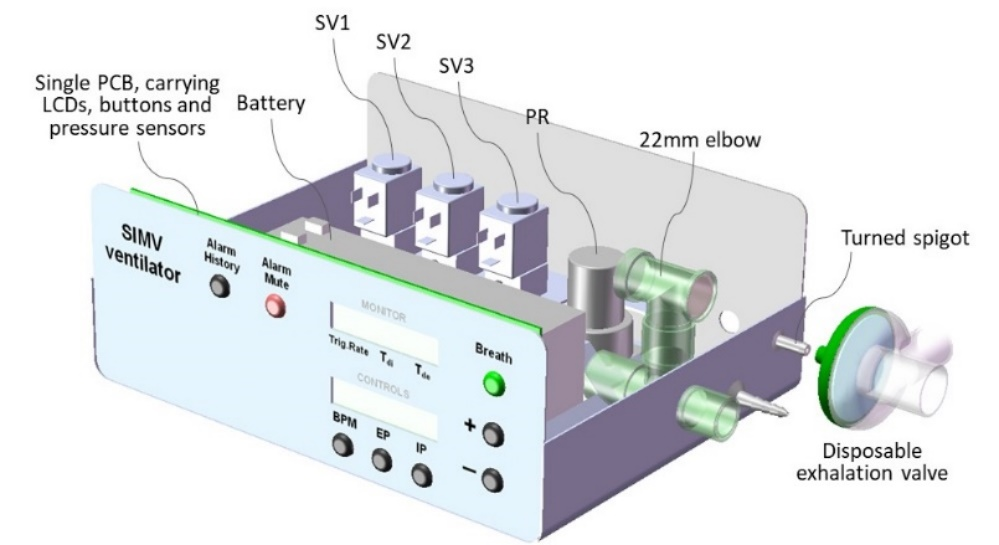 SV1
SV2
SV3
Single PCB, carrying
LCDs, buttons and
pressure sensors
Battery
PR
22mm elbow
Turned spigot
SIMV
ventilator
Alarm
History
Alarm
Mute
MONITOR
Trig.Rate Tdi Tde
Breath
CONTROLS
BPM EP IP
+
−
Disposable
exhalation valve